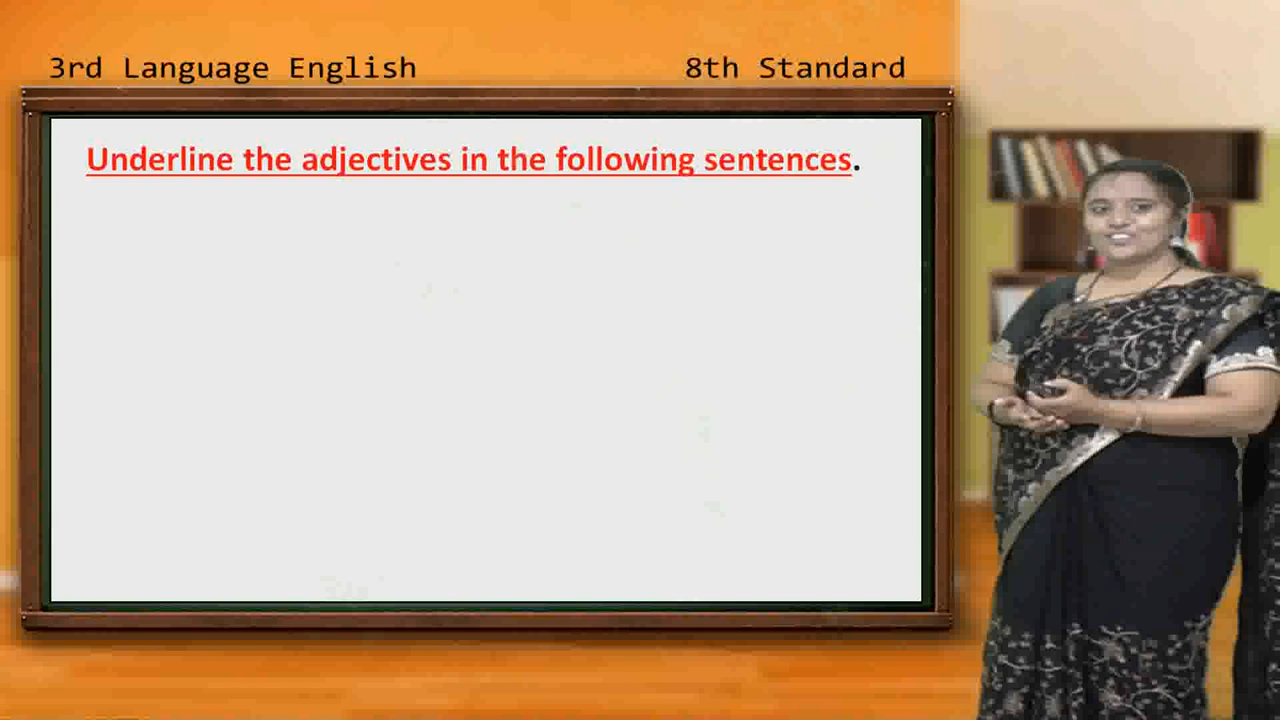 3rd Language English 8th Standard
Underline the adjectives in the following sentences.